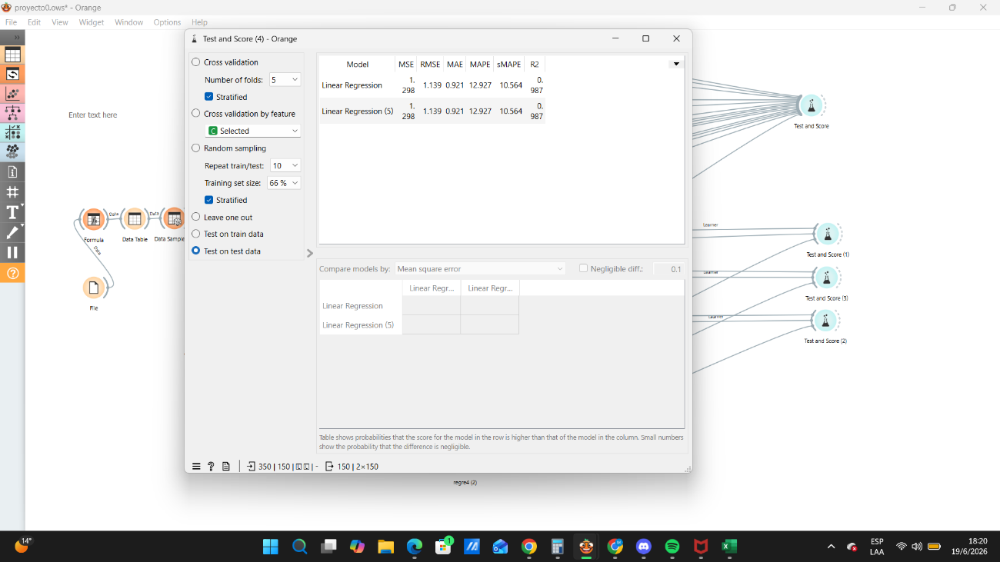 proyecto0.ows* - Orange
File Edit View Widget Window Options Help
Test and Score (4) - Orange
Cross validation
Number of folds: 5
Stratified
Cross validation by feature
C Selected
Random sampling
Repeat train/test: 10
Training set size: 66 %
Stratified
Leave one out
Test on train data
Test on test data
Model MSE RMSE MAE MAPE sMAPE R2
Linear Regression 1.298 1.139 0.921 12.927 10.564 0.987
Linear Regression (5) 1.298 1.139 0.921 12.927 10.564 0.987
Compare models by: Mean square error Negligible diff.: 0.1
Linear Regr... Linear Regr...
Linear Regression
Linear Regression (5)
Table shows probabilities that the score for the model in the row is higher than that of the model in the column. Small numbers
show the probability that the difference is negligible.
350 | 150 | - 150 | 2×150
Enter text here
Data Data
Formula Data Table Data Sample
Data
File
Test and Score
Learner
Test and Score (1)
Learner
Test and Score (3)
Learner
Test and Score (2)
regre4 (2)
14°
1
ESP
LAA
18:20
19/6/2026